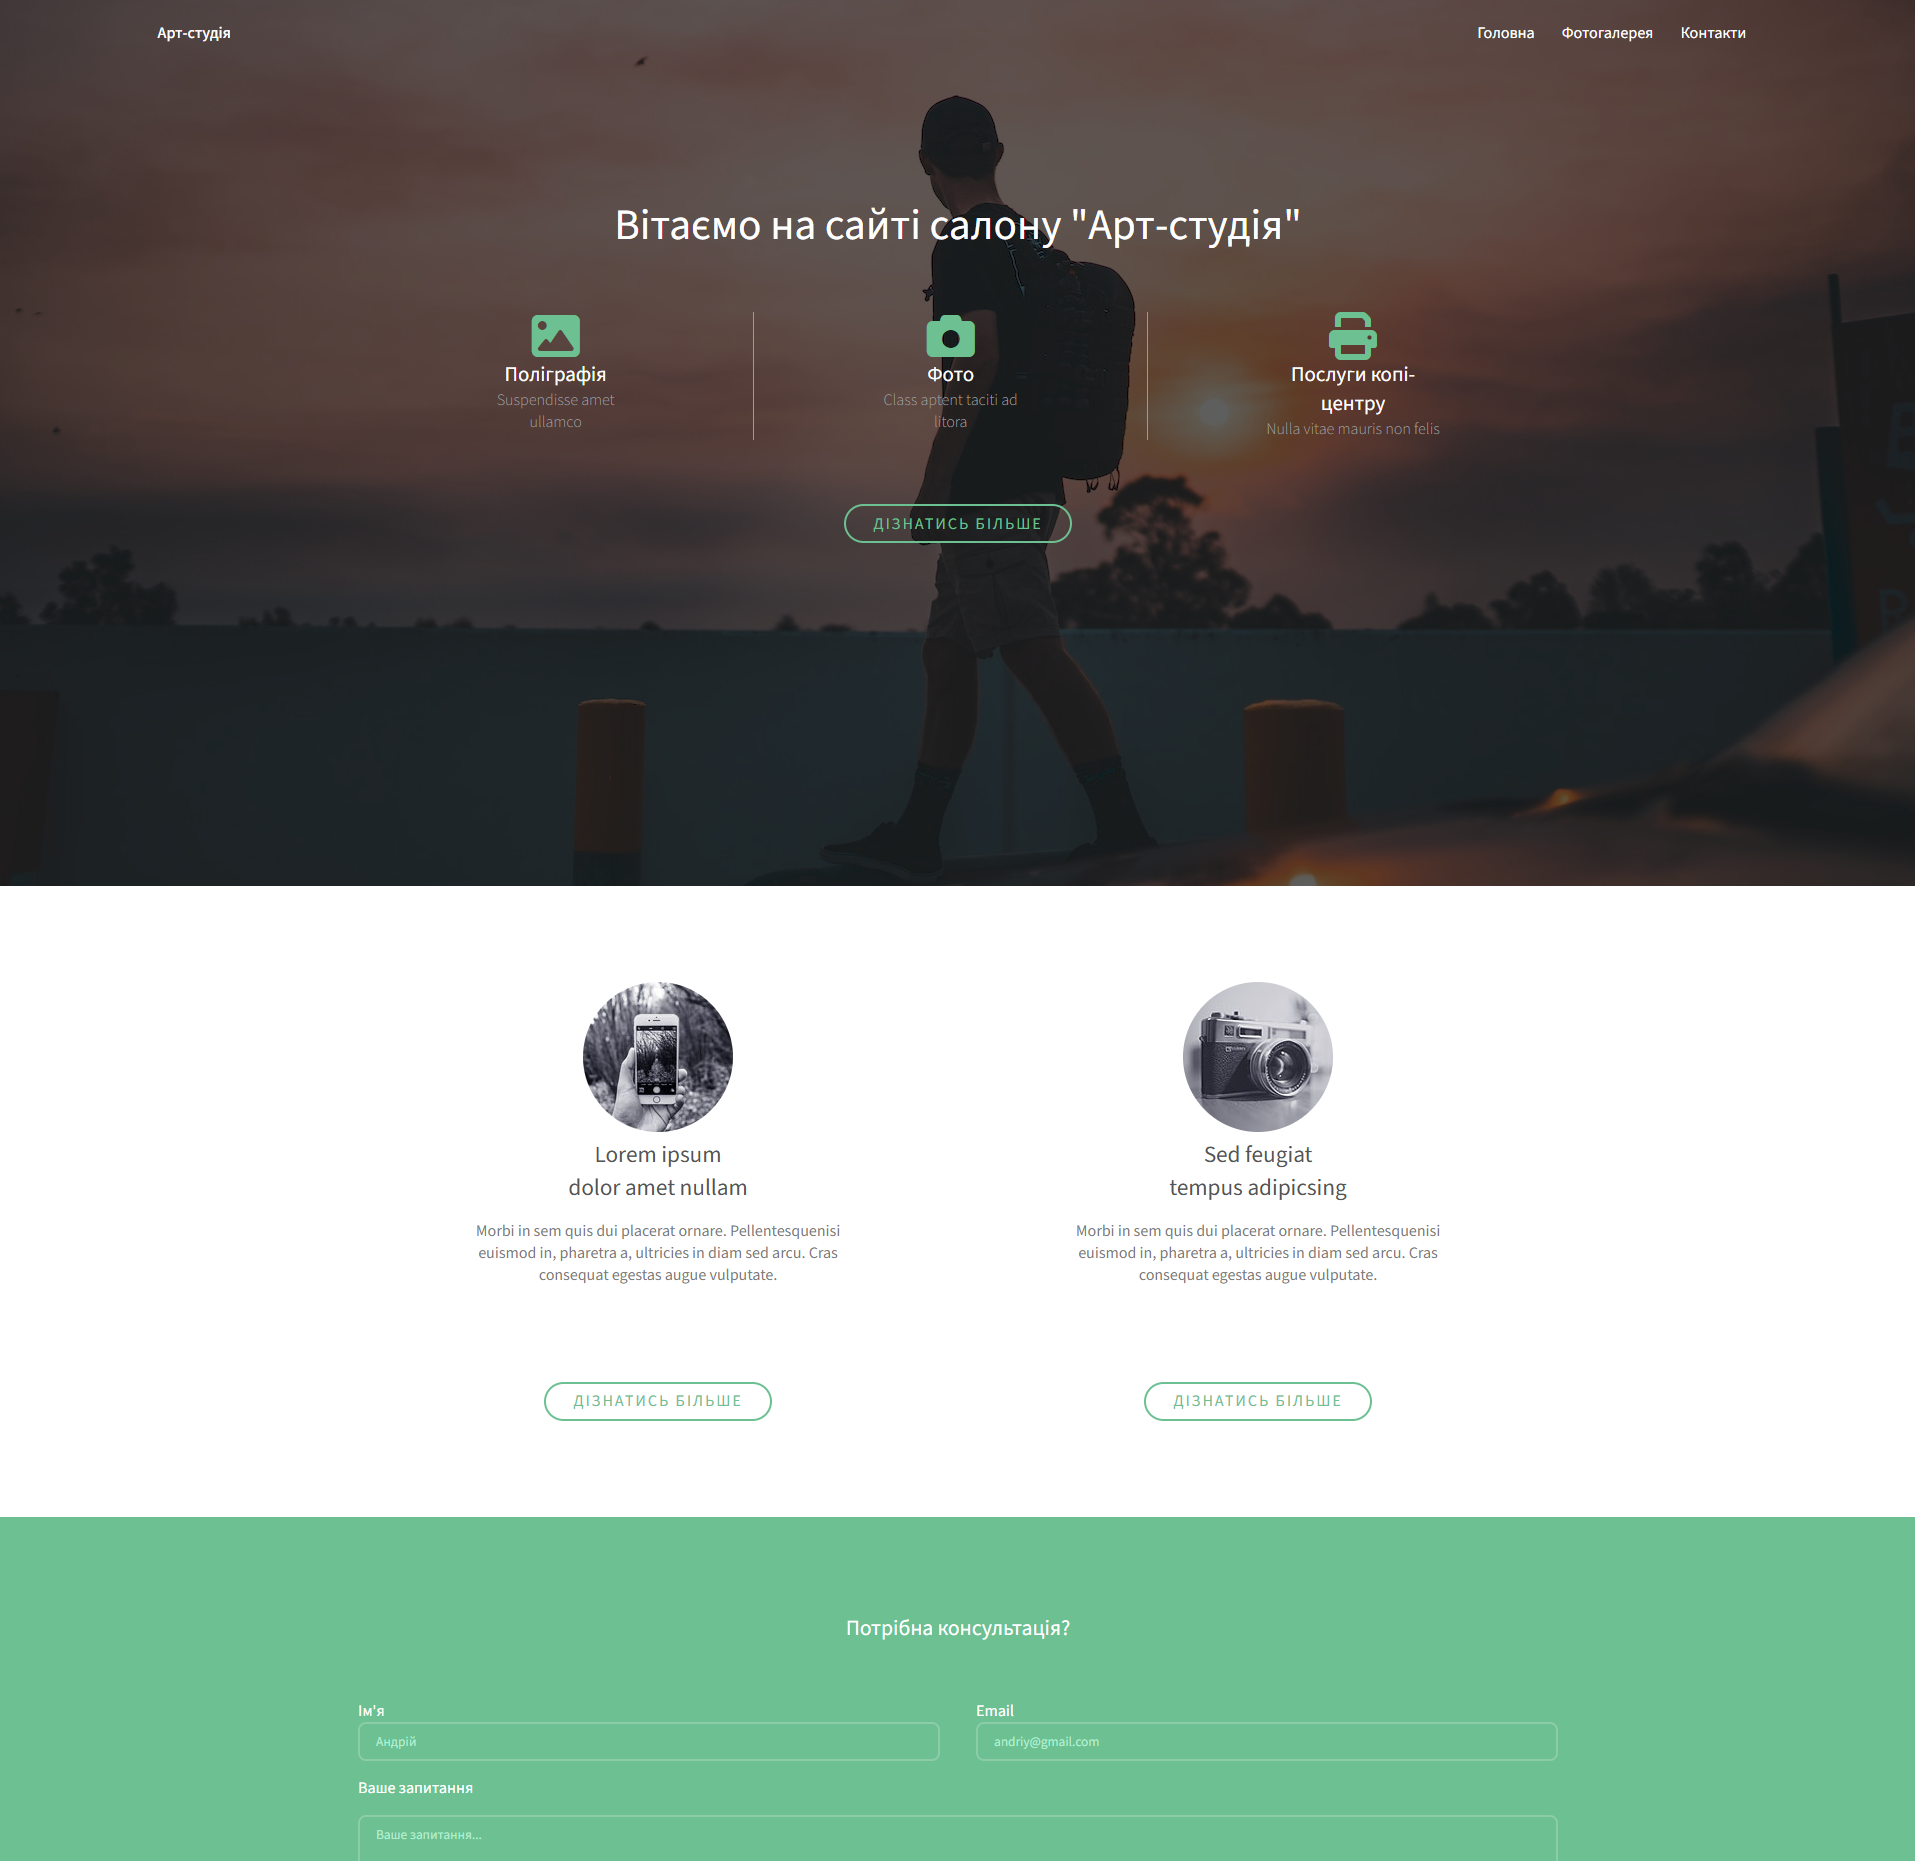 Арт-студія
Головна Фотогалерея Контакти
Вітаємо на сайті салону "Арт-студія"
Поліграфія
Suspendisse amet
ullamco
Фото
Class aptent taciti ad
litora
Послуги копі-
центру
Nulla vitae mauris non felis
ДІЗНАТИСЬ БІЛЬШЕ
Lorem ipsum
dolor amet nullam
Morbi in sem quis dui placerat ornare. Pellentesquenisi
euismod in, pharetra a, ultricies in diam sed arcu. Cras
consequat egestas augue vulputate.
ДІЗНАТИСЬ БІЛЬШЕ
Sed feugiat
tempus adipicsing
Morbi in sem quis dui placerat ornare. Pellentesquenisi
euismod in, pharetra a, ultricies in diam sed arcu. Cras
consequat egestas augue vulputate.
ДІЗНАТИСЬ БІЛЬШЕ
Потрібна консультація?
Ім'я
Андрій
Email
andriy@gmail.com
Ваше запитання
Ваше запитання...